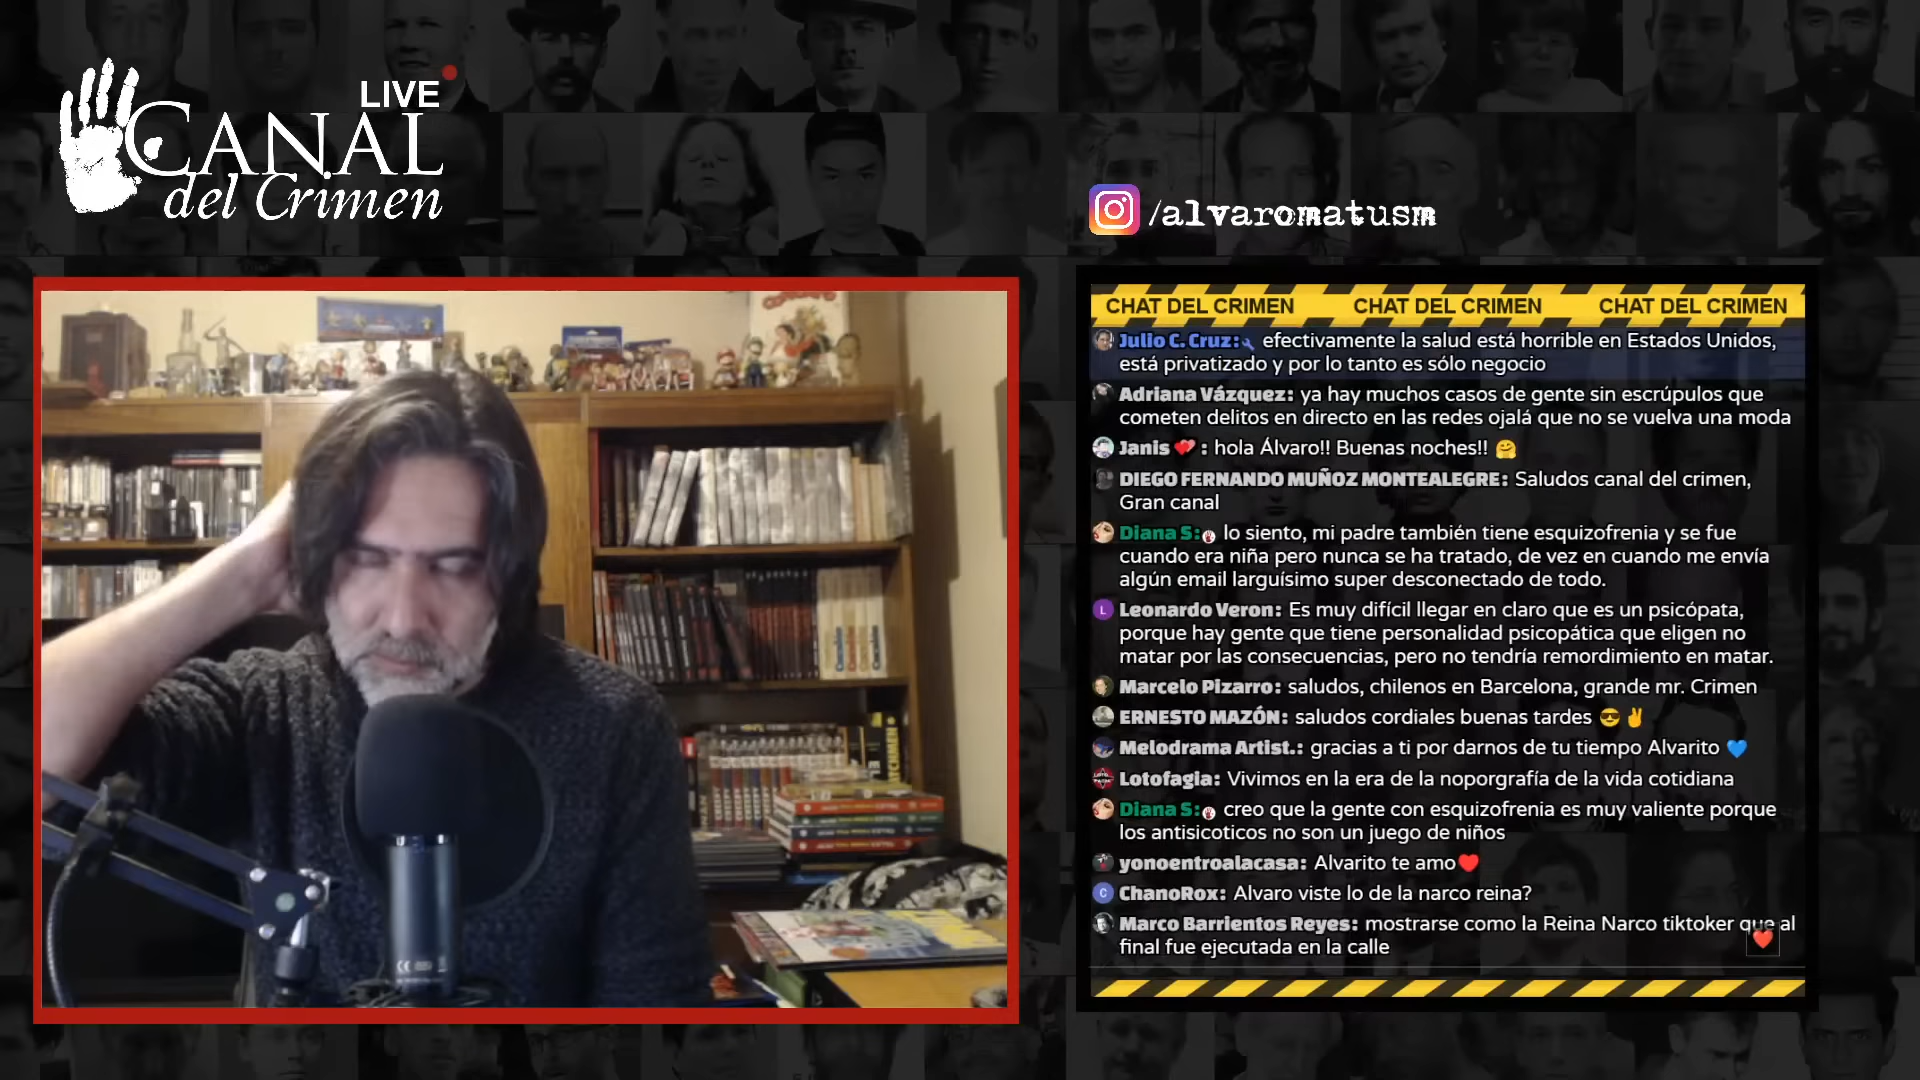 LIVE
CANAL
del Crimen
/alvaromatusm
CHAT DEL CRIMEN CHAT DEL CRIMEN CHAT DEL CRIMEN
Julio C. Cruz: efectivamente la salud está horrible en Estados Unidos,
está privatizado y por lo tanto es sólo negocio
Adriana Vázquez: ya hay muchos casos de gente sin escrúpulos que
cometen delitos en directo en las redes ojalá que no se vuelva una moda
Janis 💔 : hola Álvaro!! Buenas noches!! 🤗
DIEGO FERNANDO MUÑOZ MONTEALEGRE: Saludos canal del crimen,
Gran canal
Diana S: lo siento, mi padre también tiene esquizofrenia y se fue
cuando era niña pero nunca se ha tratado, de vez en cuando me envía
algún email larguísimo super desconectado de todo.
L Leonardo Veron: Es muy difícil llegar en claro que es un psicópata,
porque hay gente que tiene personalidad psicopática que eligen no
matar por las consecuencias, pero no tendría remordimiento en matar.
Marcelo Pizarro: saludos, chilenos en Barcelona, grande mr. Crimen
ERNESTO MAZÓN: saludos cordiales buenas tardes 😎✌️
Melodrama Artist.: gracias a ti por darnos de tu tiempo Alvarito 💙
Lotofagia: Vivimos en la era de la noporgrafía de la vida cotidiana
Diana S: creo que la gente con esquizofrenia es muy valiente porque
los antisicoticos no son un juego de niños
yonoentroalacasa: Alvarito te amo❤️
C ChanoRox: Alvaro viste lo de la narco reina?
Marco Barrientos Reyes: mostrarse como la Reina Narco tiktoker que al
final fue ejecutada en la calle